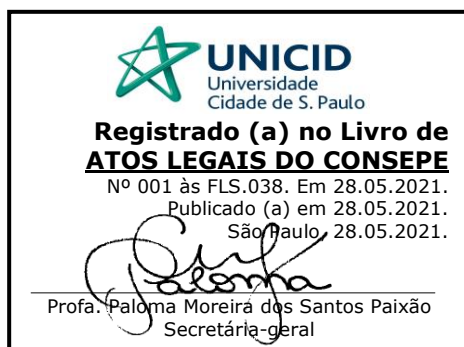 UNICID
Universidade
Cidade de S. Paulo
Registrado (a) no Livro de
ATOS LEGAIS DO CONSEPE
Nº 001 às FLS.038. Em 28.05.2021.
Publicado (a) em 28.05.2021.
São Paulo, 28.05.2021.
Paloma
Profa. Paloma Moreira dos Santos Paixão
Secretária-geral